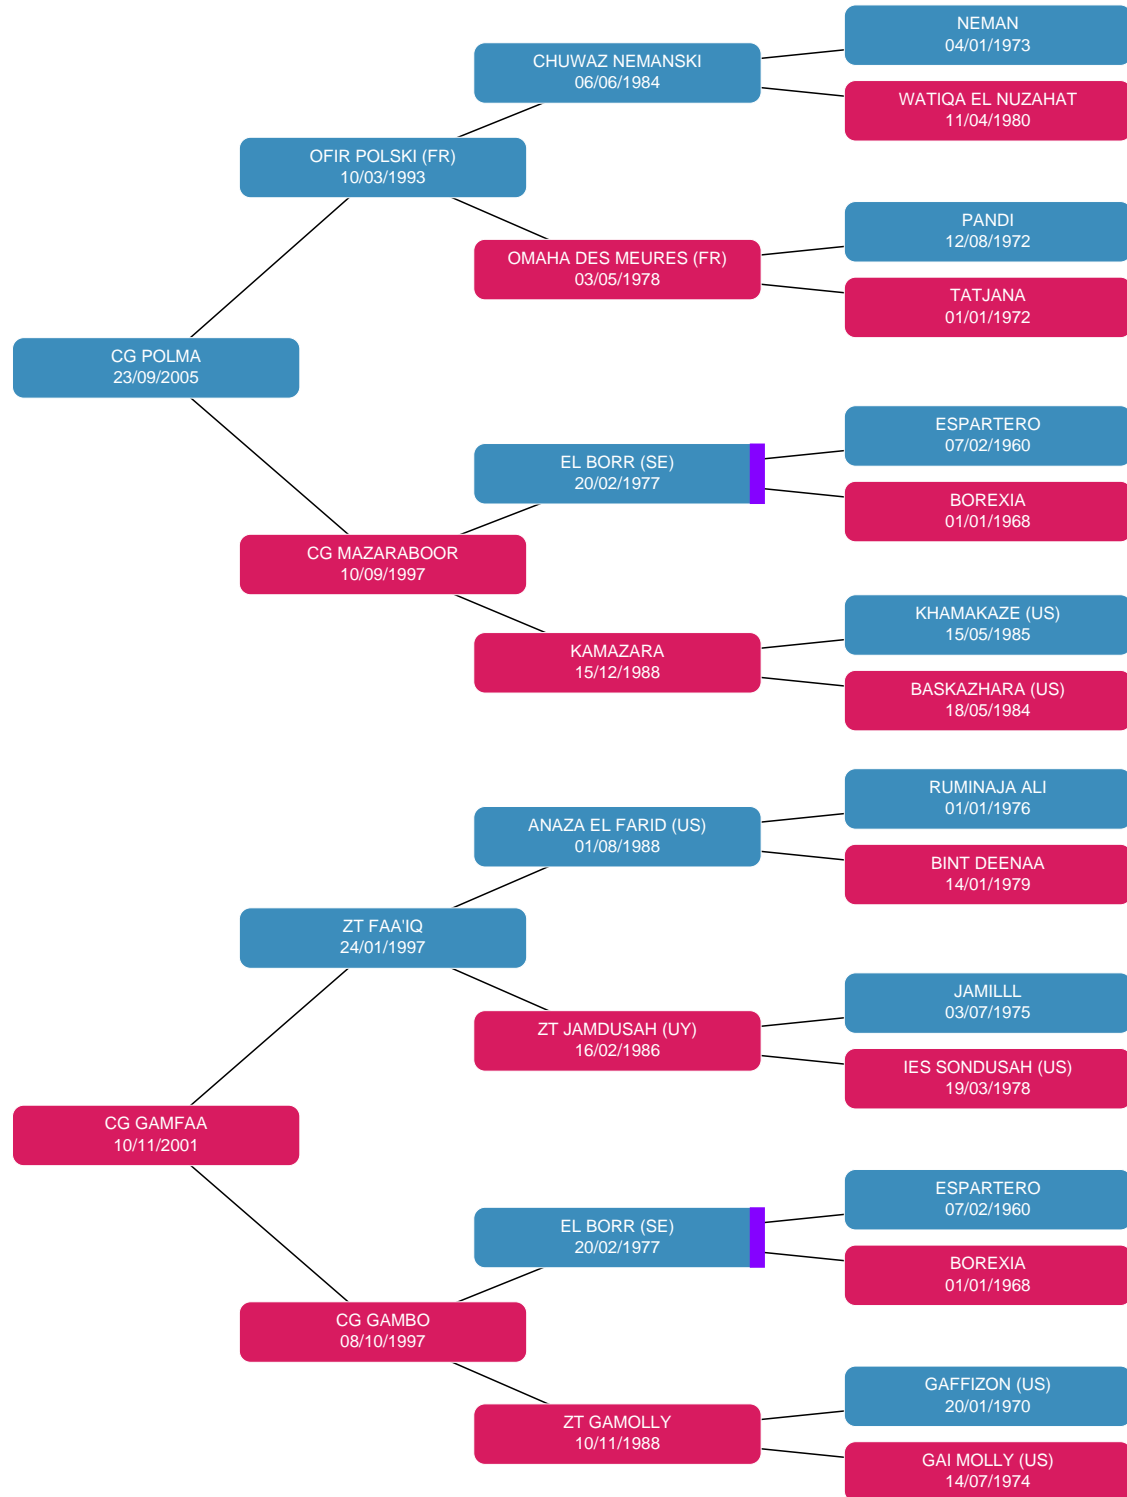 NEMAN
04/01/1973
CHUWAZ NEMANSKI
06/06/1984
WATIQA EL NUZAHAT
11/04/1980
OFIR POLSKI (FR)
10/03/1993
PANDI
12/08/1972
OMAHA DES MEURES (FR)
03/05/1978
TATJANA
01/01/1972
CG POLMA
23/09/2005
ESPARTERO
07/02/1960
EL BORR (SE)
20/02/1977
BOREXIA
01/01/1968
CG MAZARABOOR
10/09/1997
KHAMAKAZE (US)
15/05/1985
KAMAZARA
15/12/1988
BASKAZHARA (US)
18/05/1984
RUMINAJA ALI
01/01/1976
ANAZA EL FARID (US)
01/08/1988
BINT DEENAA
14/01/1979
ZT FAA'IQ
24/01/1997
JAMILLL
03/07/1975
ZT JAMDUSAH (UY)
16/02/1986
IES SONDUSAH (US)
19/03/1978
CG GAMFAA
10/11/2001
ESPARTERO
07/02/1960
EL BORR (SE)
20/02/1977
BOREXIA
01/01/1968
CG GAMBO
08/10/1997
GAFFIZON (US)
20/01/1970
ZT GAMOLLY
10/11/1988
GAI MOLLY (US)
14/07/1974